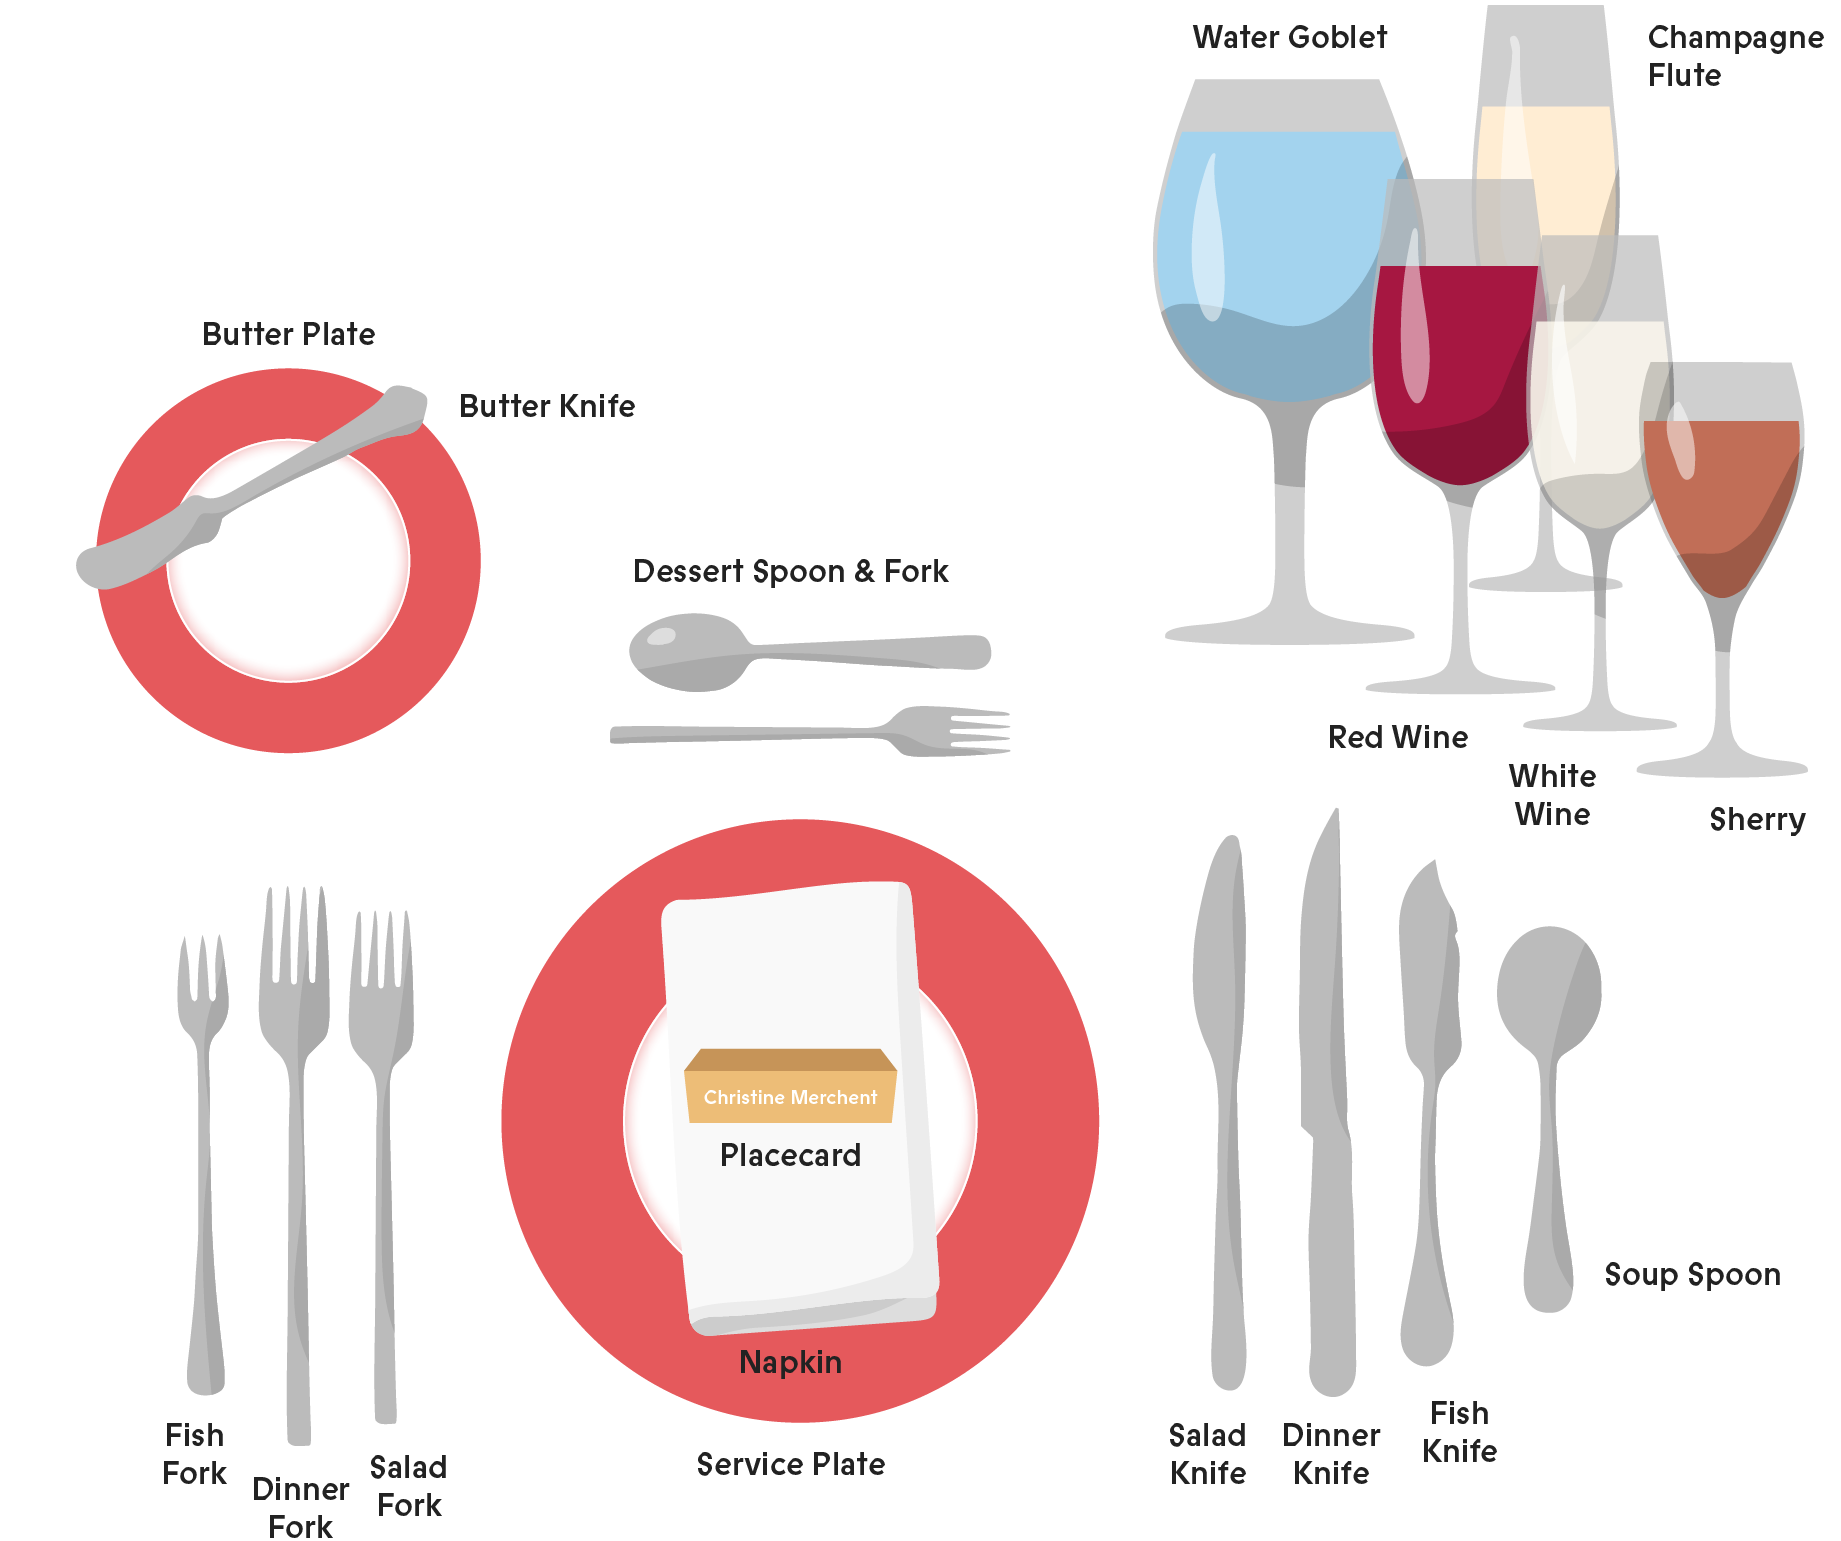 Water Goblet
Champagne
Flute
Butter Plate
Butter Knife
Dessert Spoon & Fork
Red Wine
White
Wine
Sherry
Christine Merchent
Placecard
Napkin
Service Plate
Fish
Fork
Dinner
Fork
Salad
Fork
Salad
Knife
Dinner
Knife
Fish
Knife
Soup Spoon